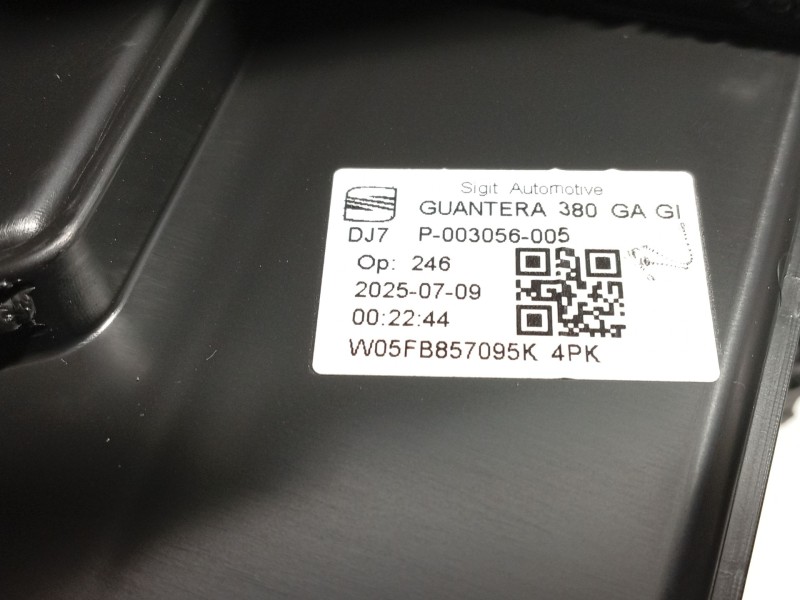 Sigit Automotive
GUANTERA 380 GA GI
DJ7 P-003056-005
Op: 246
2025-07-09
00:22:44
W05FB857095K 4PK